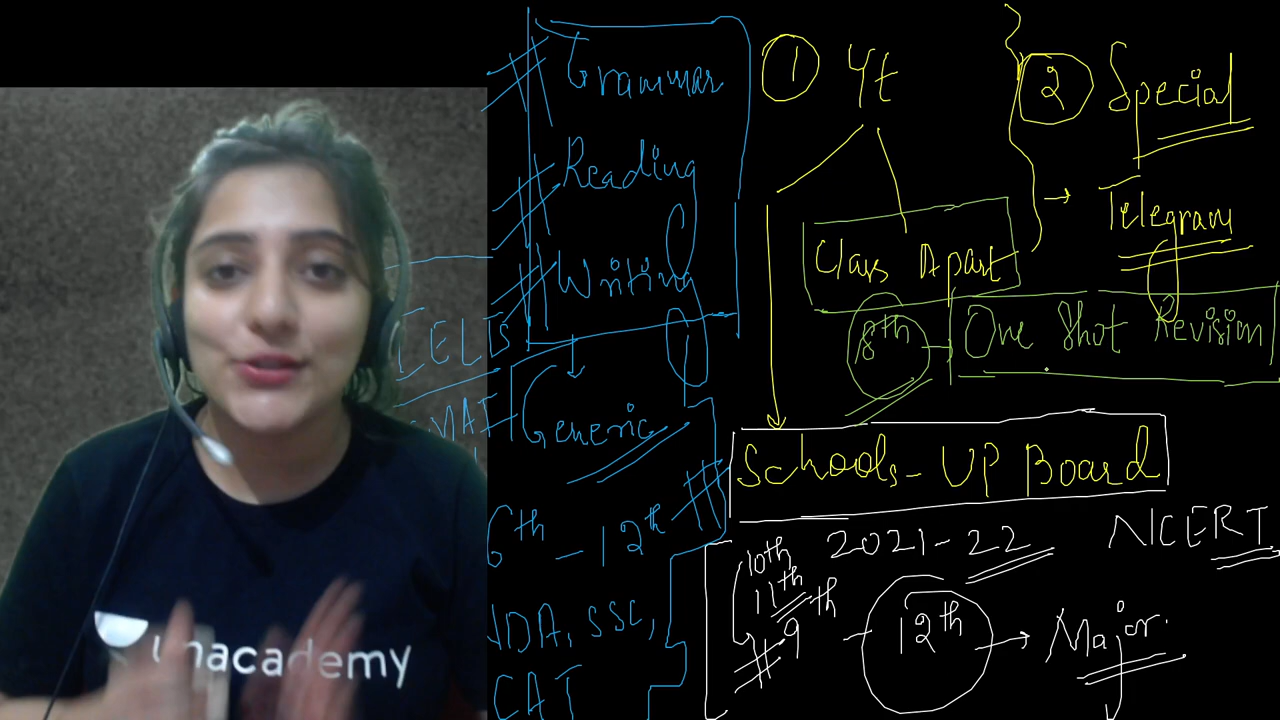 Grammar
Reading
Writing
IELTS
Generic
6th - 12th
NDA, SSC,
CAT
unacademy
1 Yt
Class Apart
8th
One Shot Revision
2 Special
Telegram
Schools - UP Board
2021-22 NCERT
10th
11th
9th - 12th → Major.